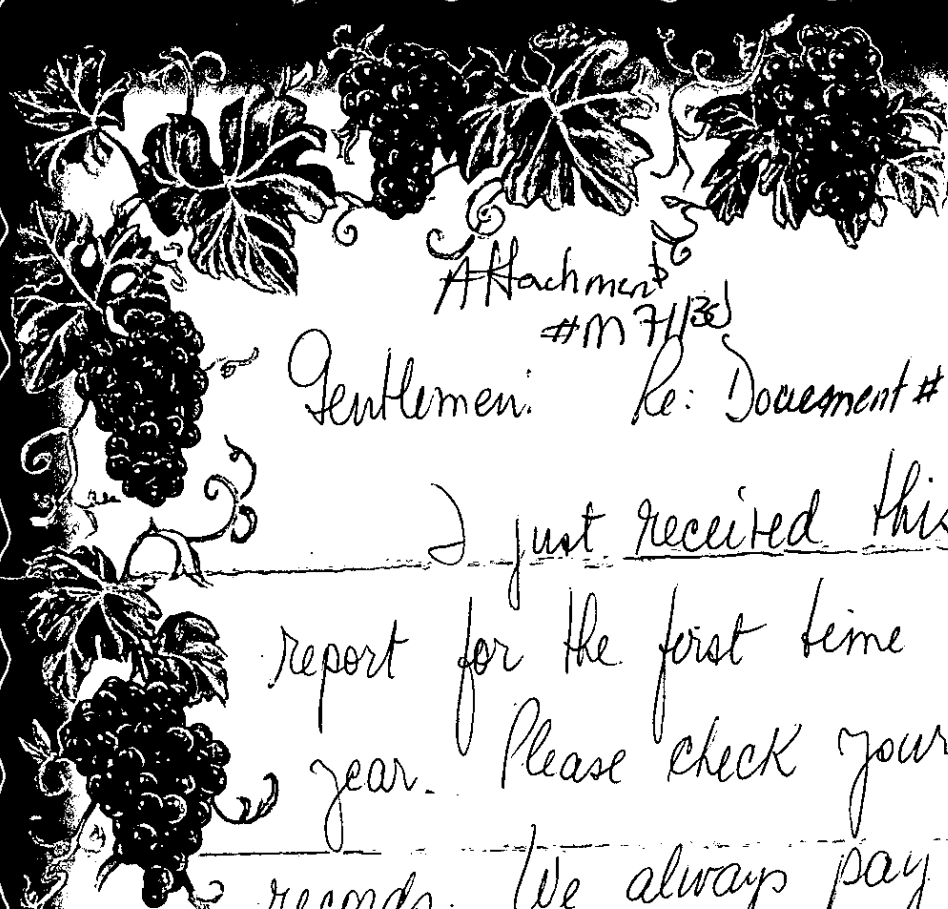 Attachment
#M71130
Gentlemen: Re: Document #
I just received this
report for the first time
year. Please check your
records. We always pay